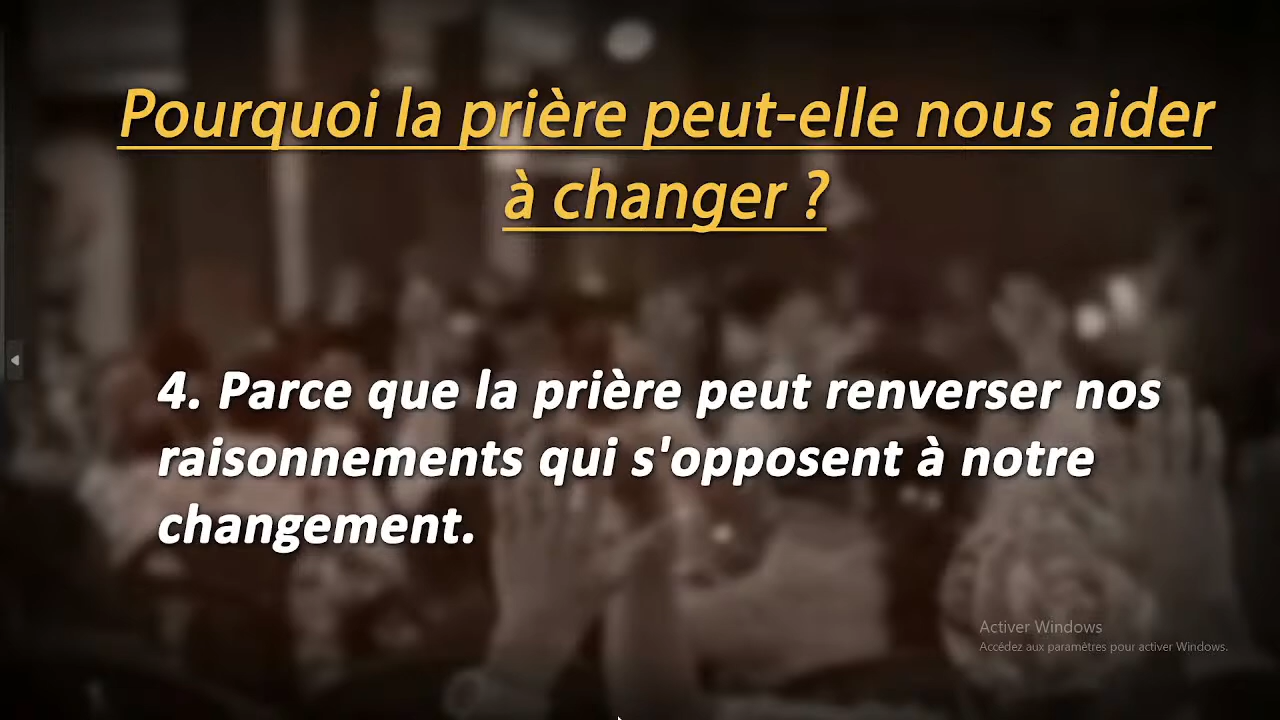 Pourquoi la prière peut-elle nous aider
à changer ?
4. Parce que la prière peut renverser nos
raisonnements qui s'opposent à notre
changement.
Activer Windows
Accédez aux paramètres pour activer Windows.